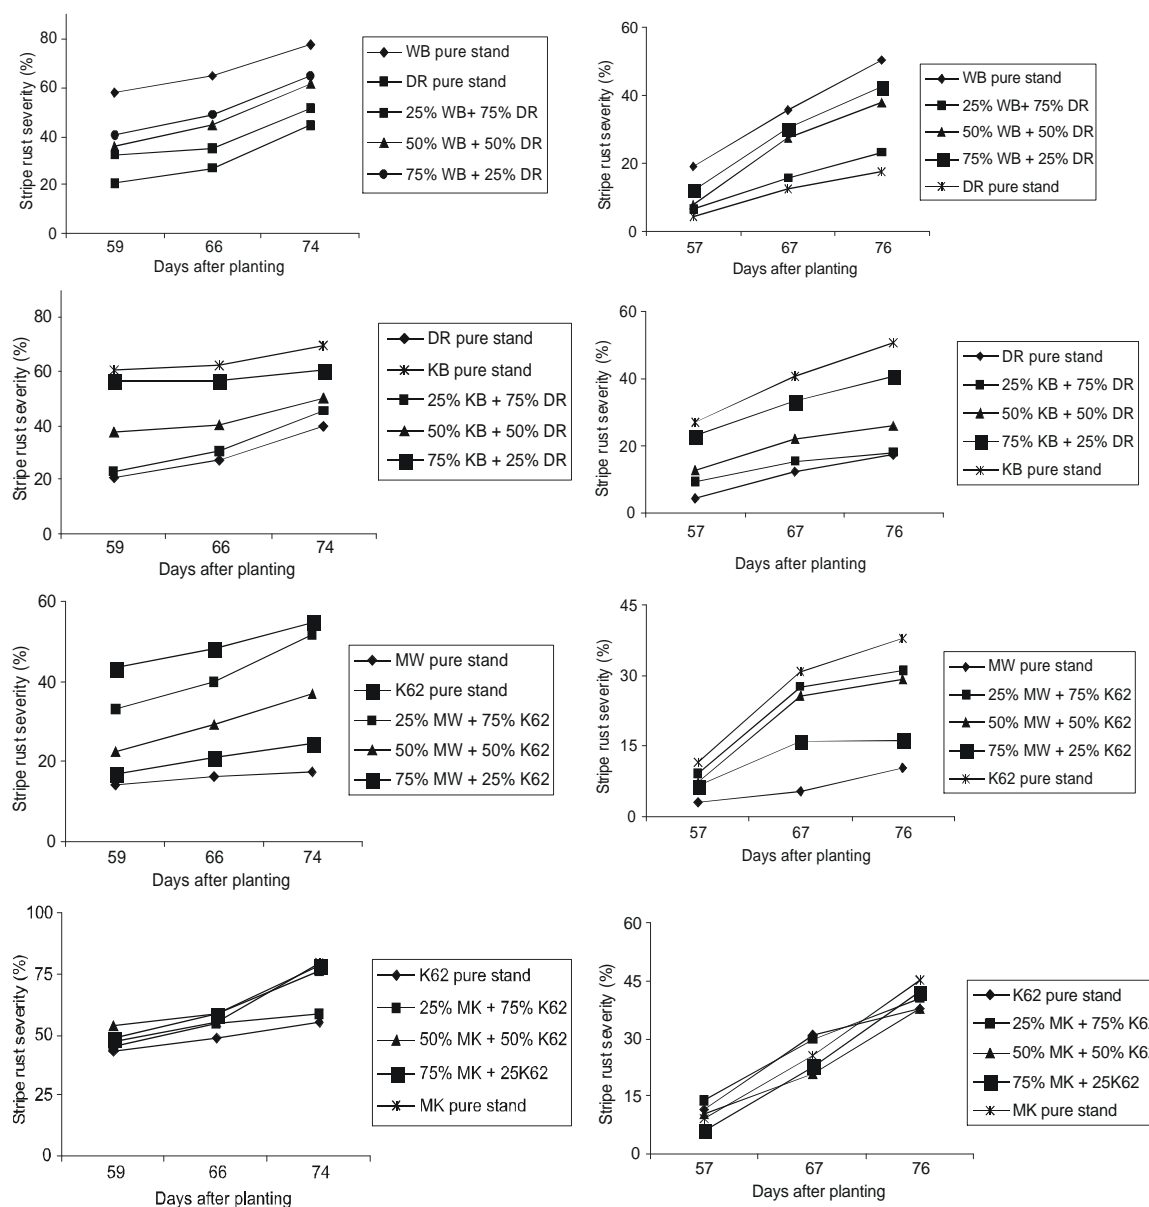 Stripe rust severity (%)
80
60
40
20
0
59 66 74
Days after planting
WB pure stand
DR pure stand
25% WB+ 75% DR
50% WB + 50% DR
75% WB + 25% DR
Stripe rust severity (%)
60
40
20
0
57 67 76
Days after planting
WB pure stand
25% WB+ 75% DR
50% WB + 50% DR
75% WB + 25% DR
DR pure stand
Stripe rust severity (%)
80
60
40
20
0
59 66 74
Days after planting
DR pure stand
KB pure stand
25% KB + 75% DR
50% KB + 50% DR
75% KB + 25% DR
Stripe rust severity (%)
60
40
20
0
57 67 76
Days after planting
DR pure stand
25% KB + 75% DR
50% KB + 50% DR
75% KB + 25% DR
KB pure stand
Stripe rust severity (%)
60
40
20
0
59 66 74
Days after planting
MW pure stand
K62 pure stand
25% MW + 75% K62
50% MW + 50% K62
75% MW + 25% K62
Stripe rust severity (%)
45
30
15
0
57 67 76
Days after planting
MW pure stand
25% MW + 75% K62
50% MW + 50% K62
75% MW + 25% K62
K62 pure stand
Stripe rust severity (%)
100
75
50
25
0
59 66 74
Days after planting
K62 pure stand
25% MK + 75% K62
50% MK + 50% K62
75% MK + 25K62
MK pure stand
Stripe rust severity (%)
60
45
30
15
0
57 67 76
Days after planting
K62 pure stand
25% MK + 75% K62
50% MK + 50% K62
75% MK + 25K62
MK pure stand